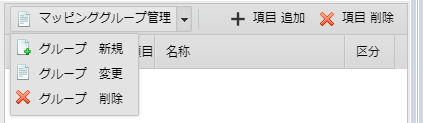 マッピンググループ管理 項目 追加 項目 削除
項目 名称 区分
グループ 新規
グループ 変更
グループ 削除